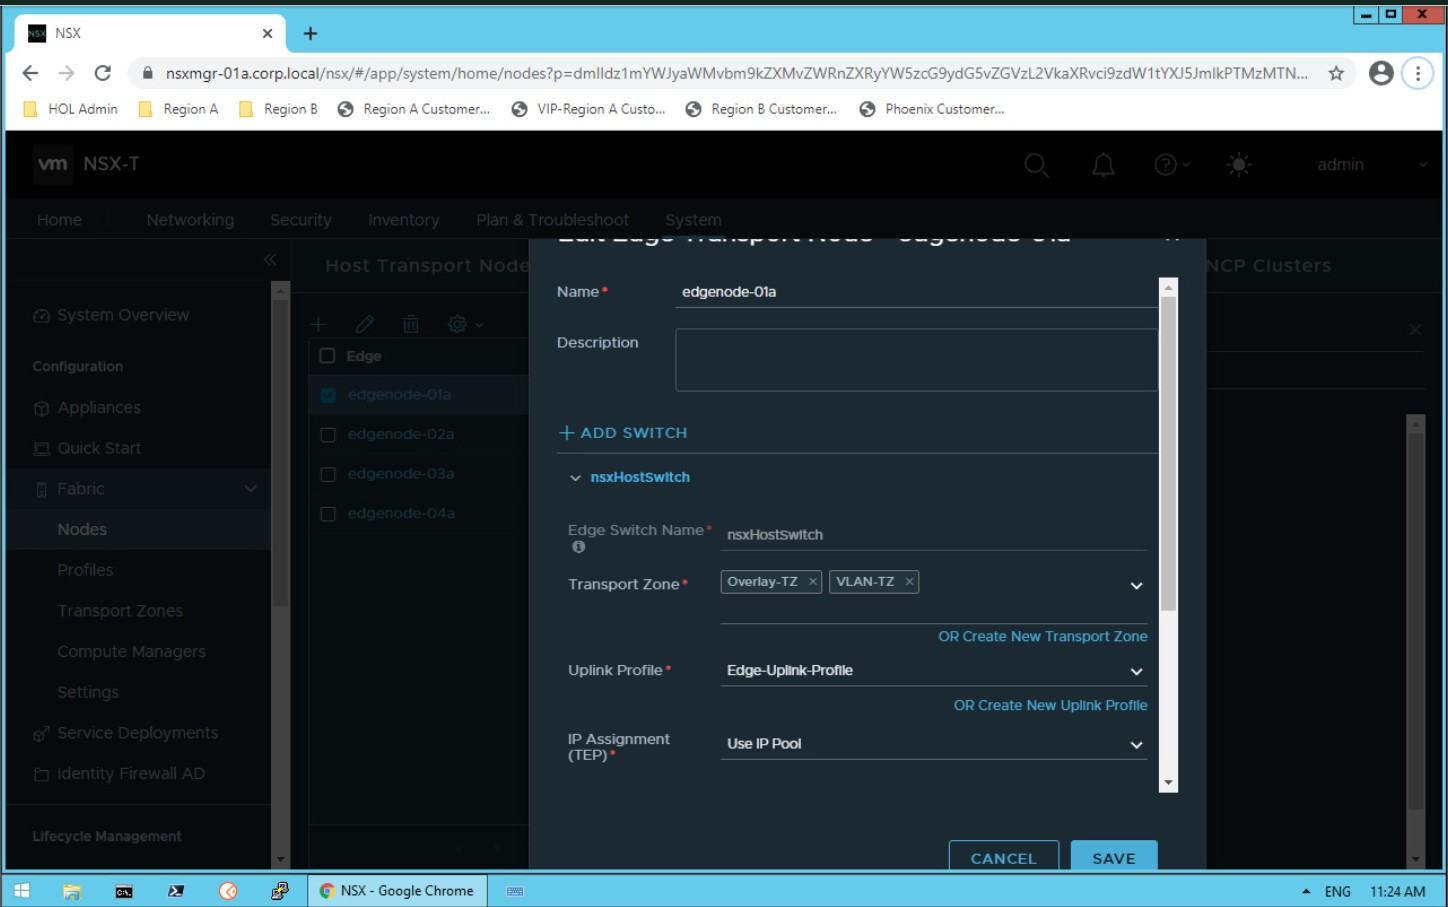 NSX
nsxmgr-01a.corp.local/nsx/#/app/system/home/nodes?p=dmlldz1mYWJyaWMvbm9kZXMvZWRnZXRyYW5zcG9ydG5vZGVzL2VkaXRvci9zdW1tYXJ5JmlkPTMzMTN...
HOL Admin Region A Region B Region A Customer... VIP-Region A Custo... Region B Customer... Phoenix Customer...
vm NSX-T admin
Home Networking Security Inventory Plan & Troubleshoot System
Host Transport Node NCP Clusters
System Overview
Configuration
Appliances
Quick Start
Fabric
Nodes
Profiles
Transport Zones
Compute Managers
Settings
Service Deployments
Identity Firewall AD
Lifecycle Management
Edge
edgenode-01a
edgenode-02a
edgenode-03a
edgenode-04a
Edit Edge Transport Node - edgenode-01a
Name* edgenode-01a
Description
+ ADD SWITCH
nsxHostSwitch
Edge Switch Name* nsxHostSwitch
Transport Zone* Overlay-TZ × VLAN-TZ ×
OR Create New Transport Zone
Uplink Profile* Edge-Uplink-Profile
OR Create New Uplink Profile
IP Assignment Use IP Pool
(TEP)*
CANCEL SAVE
NSX - Google Chrome ENG 11:24 AM